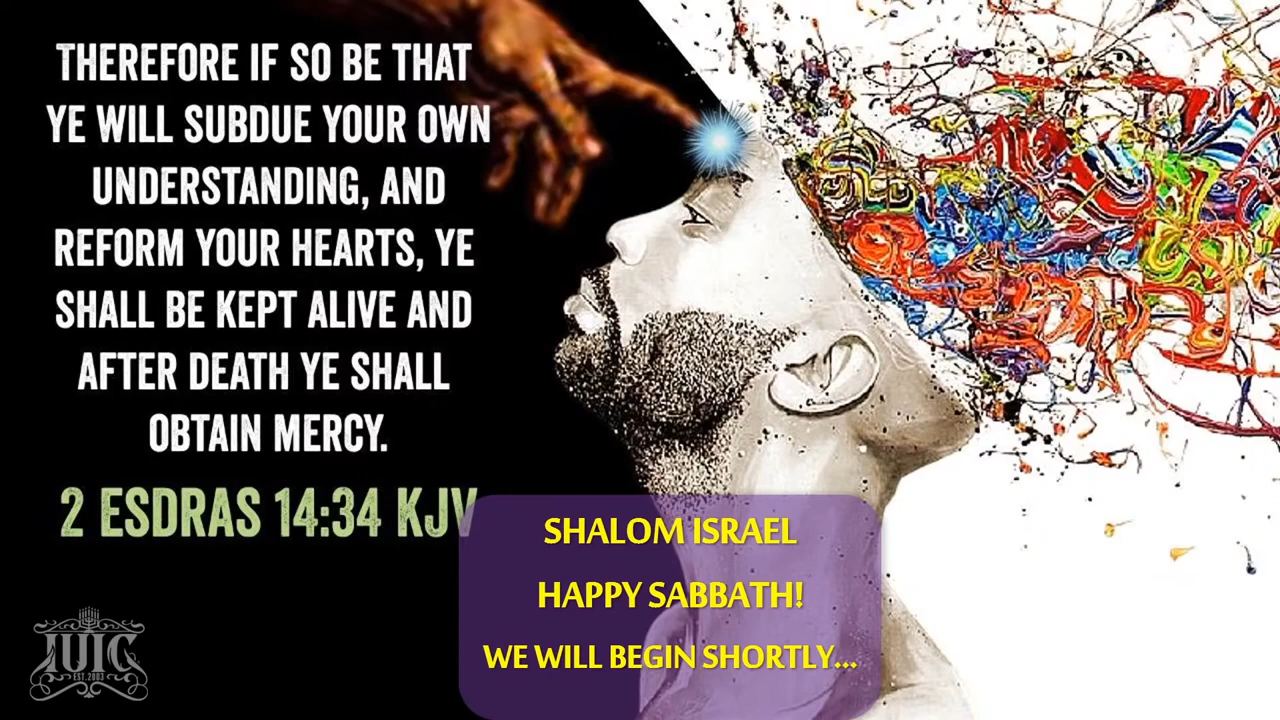 THEREFORE IF SO BE THAT
YE WILL SUBDUE YOUR OWN
UNDERSTANDING, AND
REFORM YOUR HEARTS, YE
SHALL BE KEPT ALIVE AND
AFTER DEATH YE SHALL
OBTAIN MERCY.
2 ESDRAS 14:34 KJV
SHALOM ISRAEL
HAPPY SABBATH!
WE WILL BEGIN SHORTLY...
IUIC
EST.2003